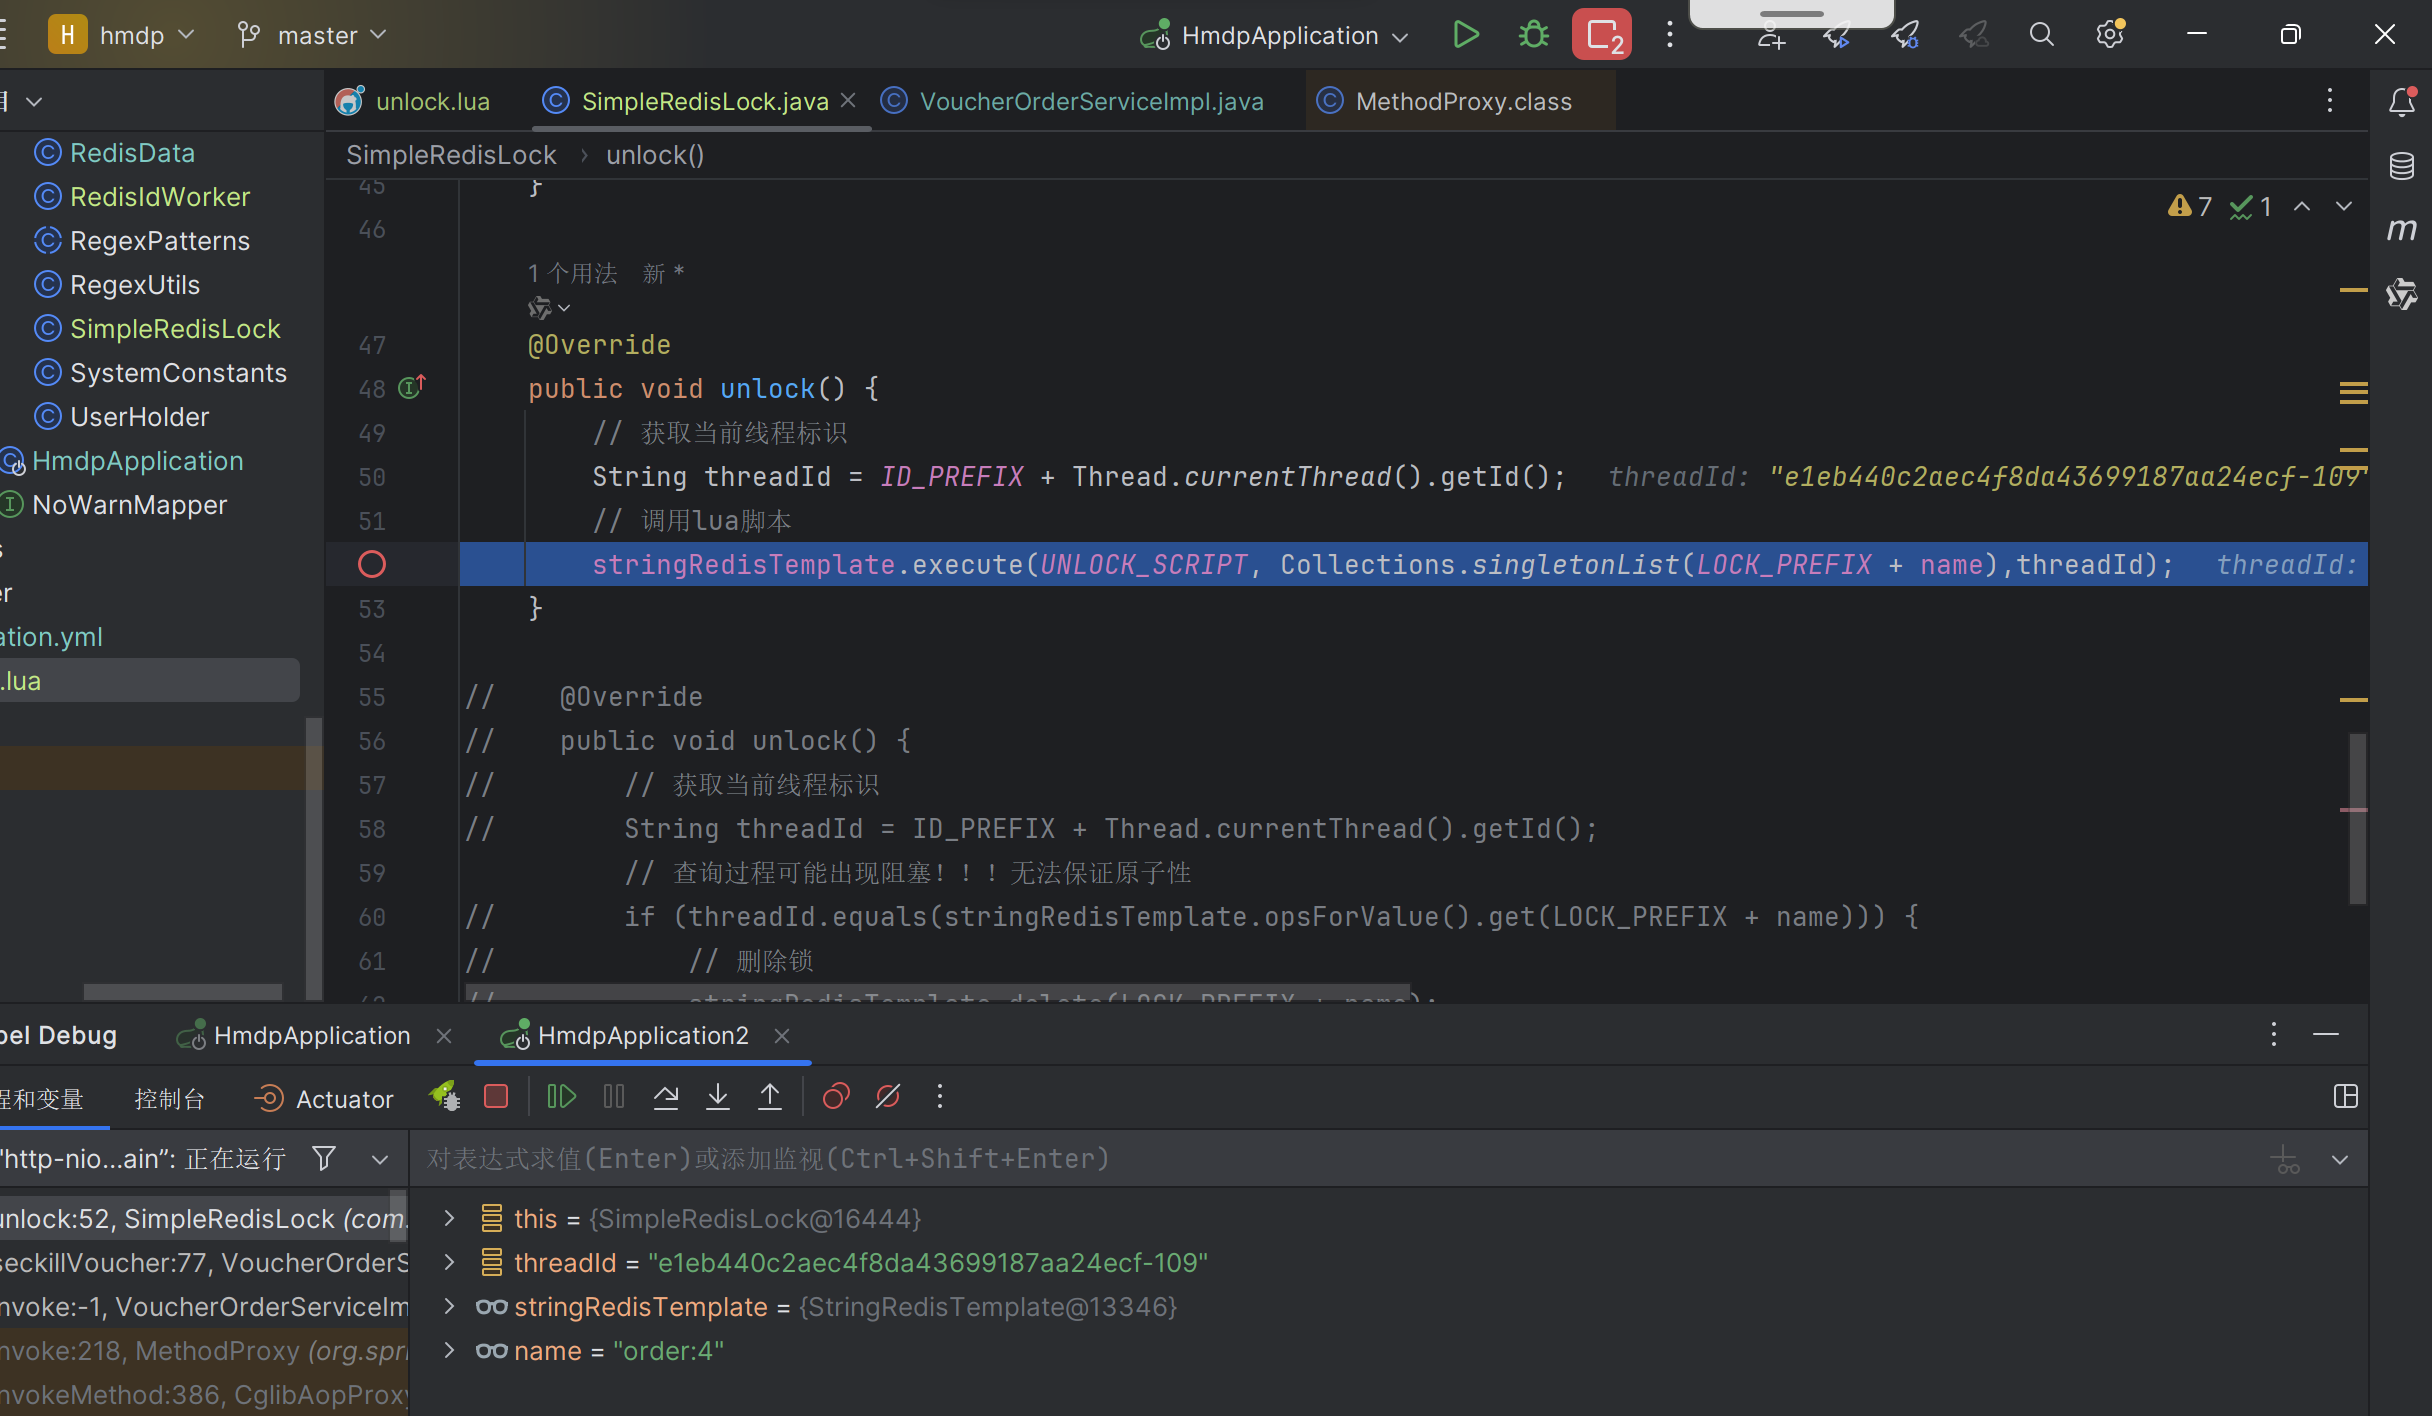 H hmdp master HmdpApplication 2
unlock.lua SimpleRedisLock.java VoucherOrderServiceImpl.java MethodProxy.class
SimpleRedisLock › unlock()
RedisData
RedisIdWorker
RegexPatterns
RegexUtils
SimpleRedisLock
SystemConstants
UserHolder
HmdpApplication
NoWarnMapper
s
er
ation.yml
.lua
7 1
45 }
46
1 个用法 新 *
47 @Override
48 public void unlock() {
49 // 获取当前线程标识
50 String threadId = ID_PREFIX + Thread.currentThread().getId(); threadId: "e1eb440c2aec4f8da43699187aa24ecf-109"
51 // 调用lua脚本
stringRedisTemplate.execute(UNLOCK_SCRIPT, Collections.singletonList(LOCK_PREFIX + name),threadId); threadId:
53 }
54
55 // @Override
56 // public void unlock() {
57 // // 获取当前线程标识
58 // String threadId = ID_PREFIX + Thread.currentThread().getId();
59 // 查询过程可能出现阻塞！！！无法保证原子性
60 // if (threadId.equals(stringRedisTemplate.opsForValue().get(LOCK_PREFIX + name))) {
61 // // 删除锁
62 // stringRedisTemplate.delete(LOCK_PREFIX + name);
bel Debug HmdpApplication HmdpApplication2
程和变量 控制台 Actuator
"http-nio...ain”: 正在运行 对表达式求值(Enter)或添加监视(Ctrl+Shift+Enter)
unlock:52, SimpleRedisLock (com.
seckillVoucher:77, VoucherOrderS
nvoke:-1, VoucherOrderServiceIm
nvoke:218, MethodProxy (org.spri
nvokeMethod:386, CglibAopProxy
this = {SimpleRedisLock@16444}
threadId = "e1eb440c2aec4f8da43699187aa24ecf-109"
stringRedisTemplate = {StringRedisTemplate@13346}
name = "order:4"